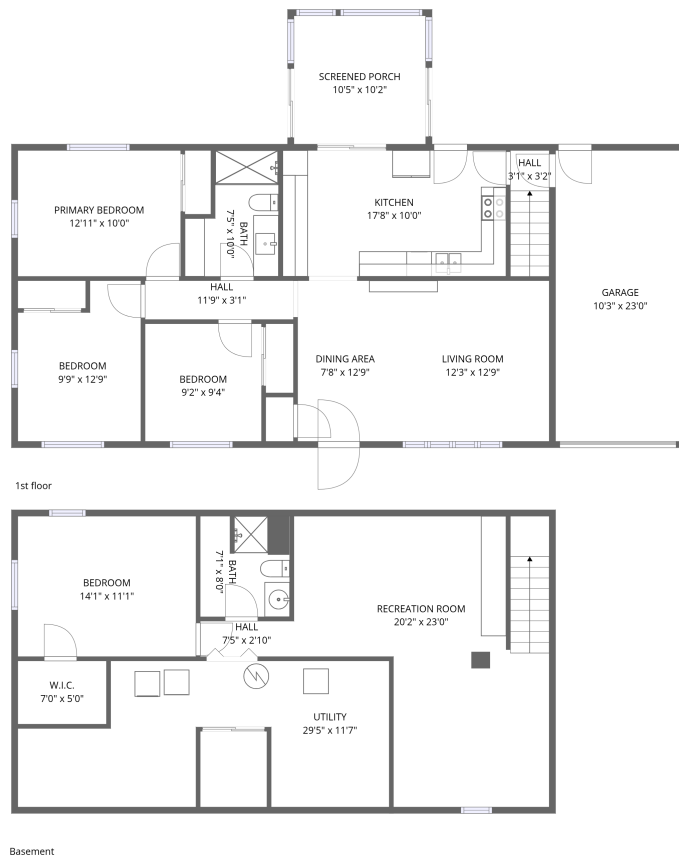 SCREENED PORCH
10'5" x 10'2"
HALL
3'1" x 3'2"
PRIMARY BEDROOM
12'11" x 10'0"
BATH
7'5" x 10'0"
KITCHEN
17'8" x 10'0"
HALL
11'9" x 3'1"
GARAGE
10'3" x 23'0"
BEDROOM
9'9" x 12'9"
BEDROOM
9'2" x 9'4"
DINING AREA
7'8" x 12'9"
LIVING ROOM
12'3" x 12'9"
1st floor
BEDROOM
14'1" x 11'1"
BATH
7'1" x 8'0"
RECREATION ROOM
20'2" x 23'0"
HALL
7'5" x 2'10"
W.I.C.
7'0" x 5'0"
UTILITY
29'5" x 11'7"
Basement